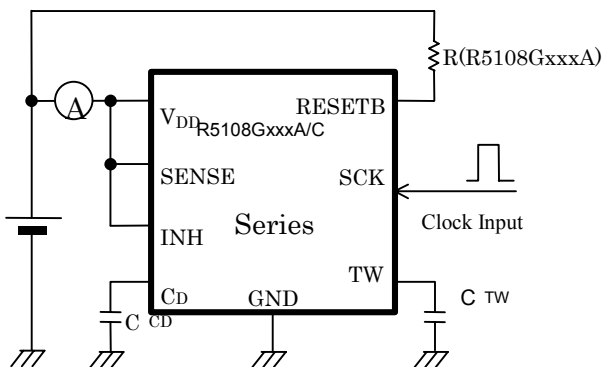 R(R5108GxxxA)
A
VDD
RESETB
R5108GxxxA/C
SENSE
SCK
Clock Input
INH
Series
TW
CD
GND
C CD
C TW